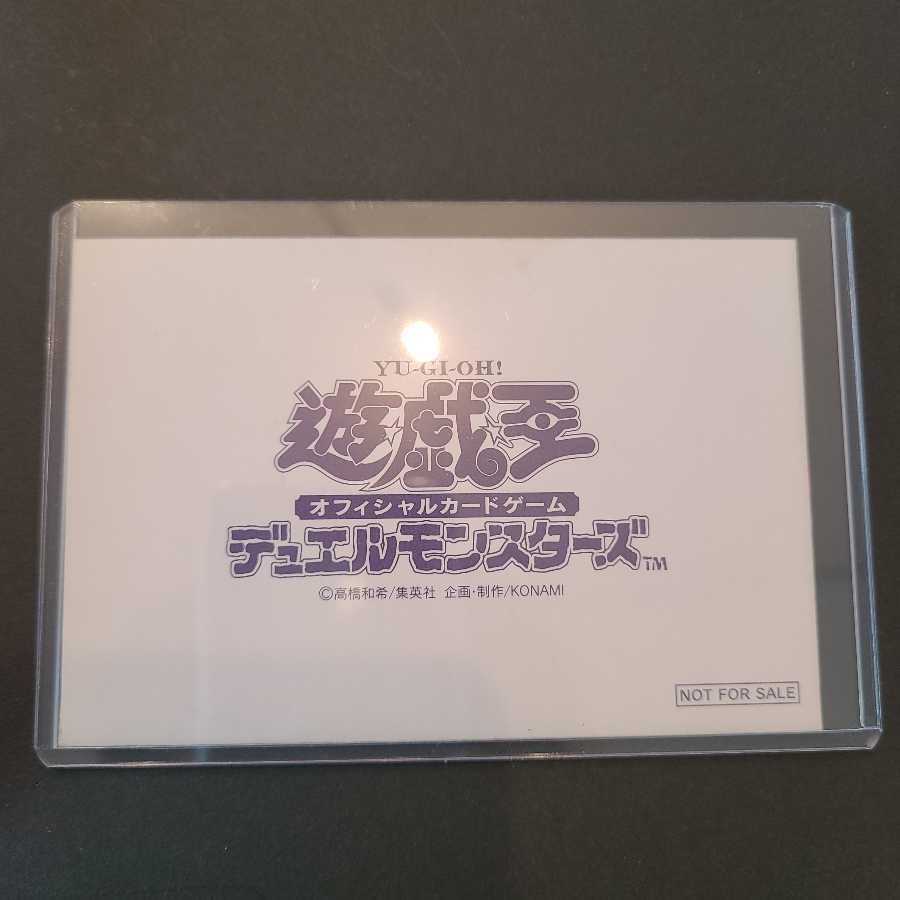 YU-GI-OH!
遊戯王
オフィシャルカードゲーム
デュエルモンスターズ™
©高橋和希/集英社 企画・制作/KONAMI
NOT FOR SALE